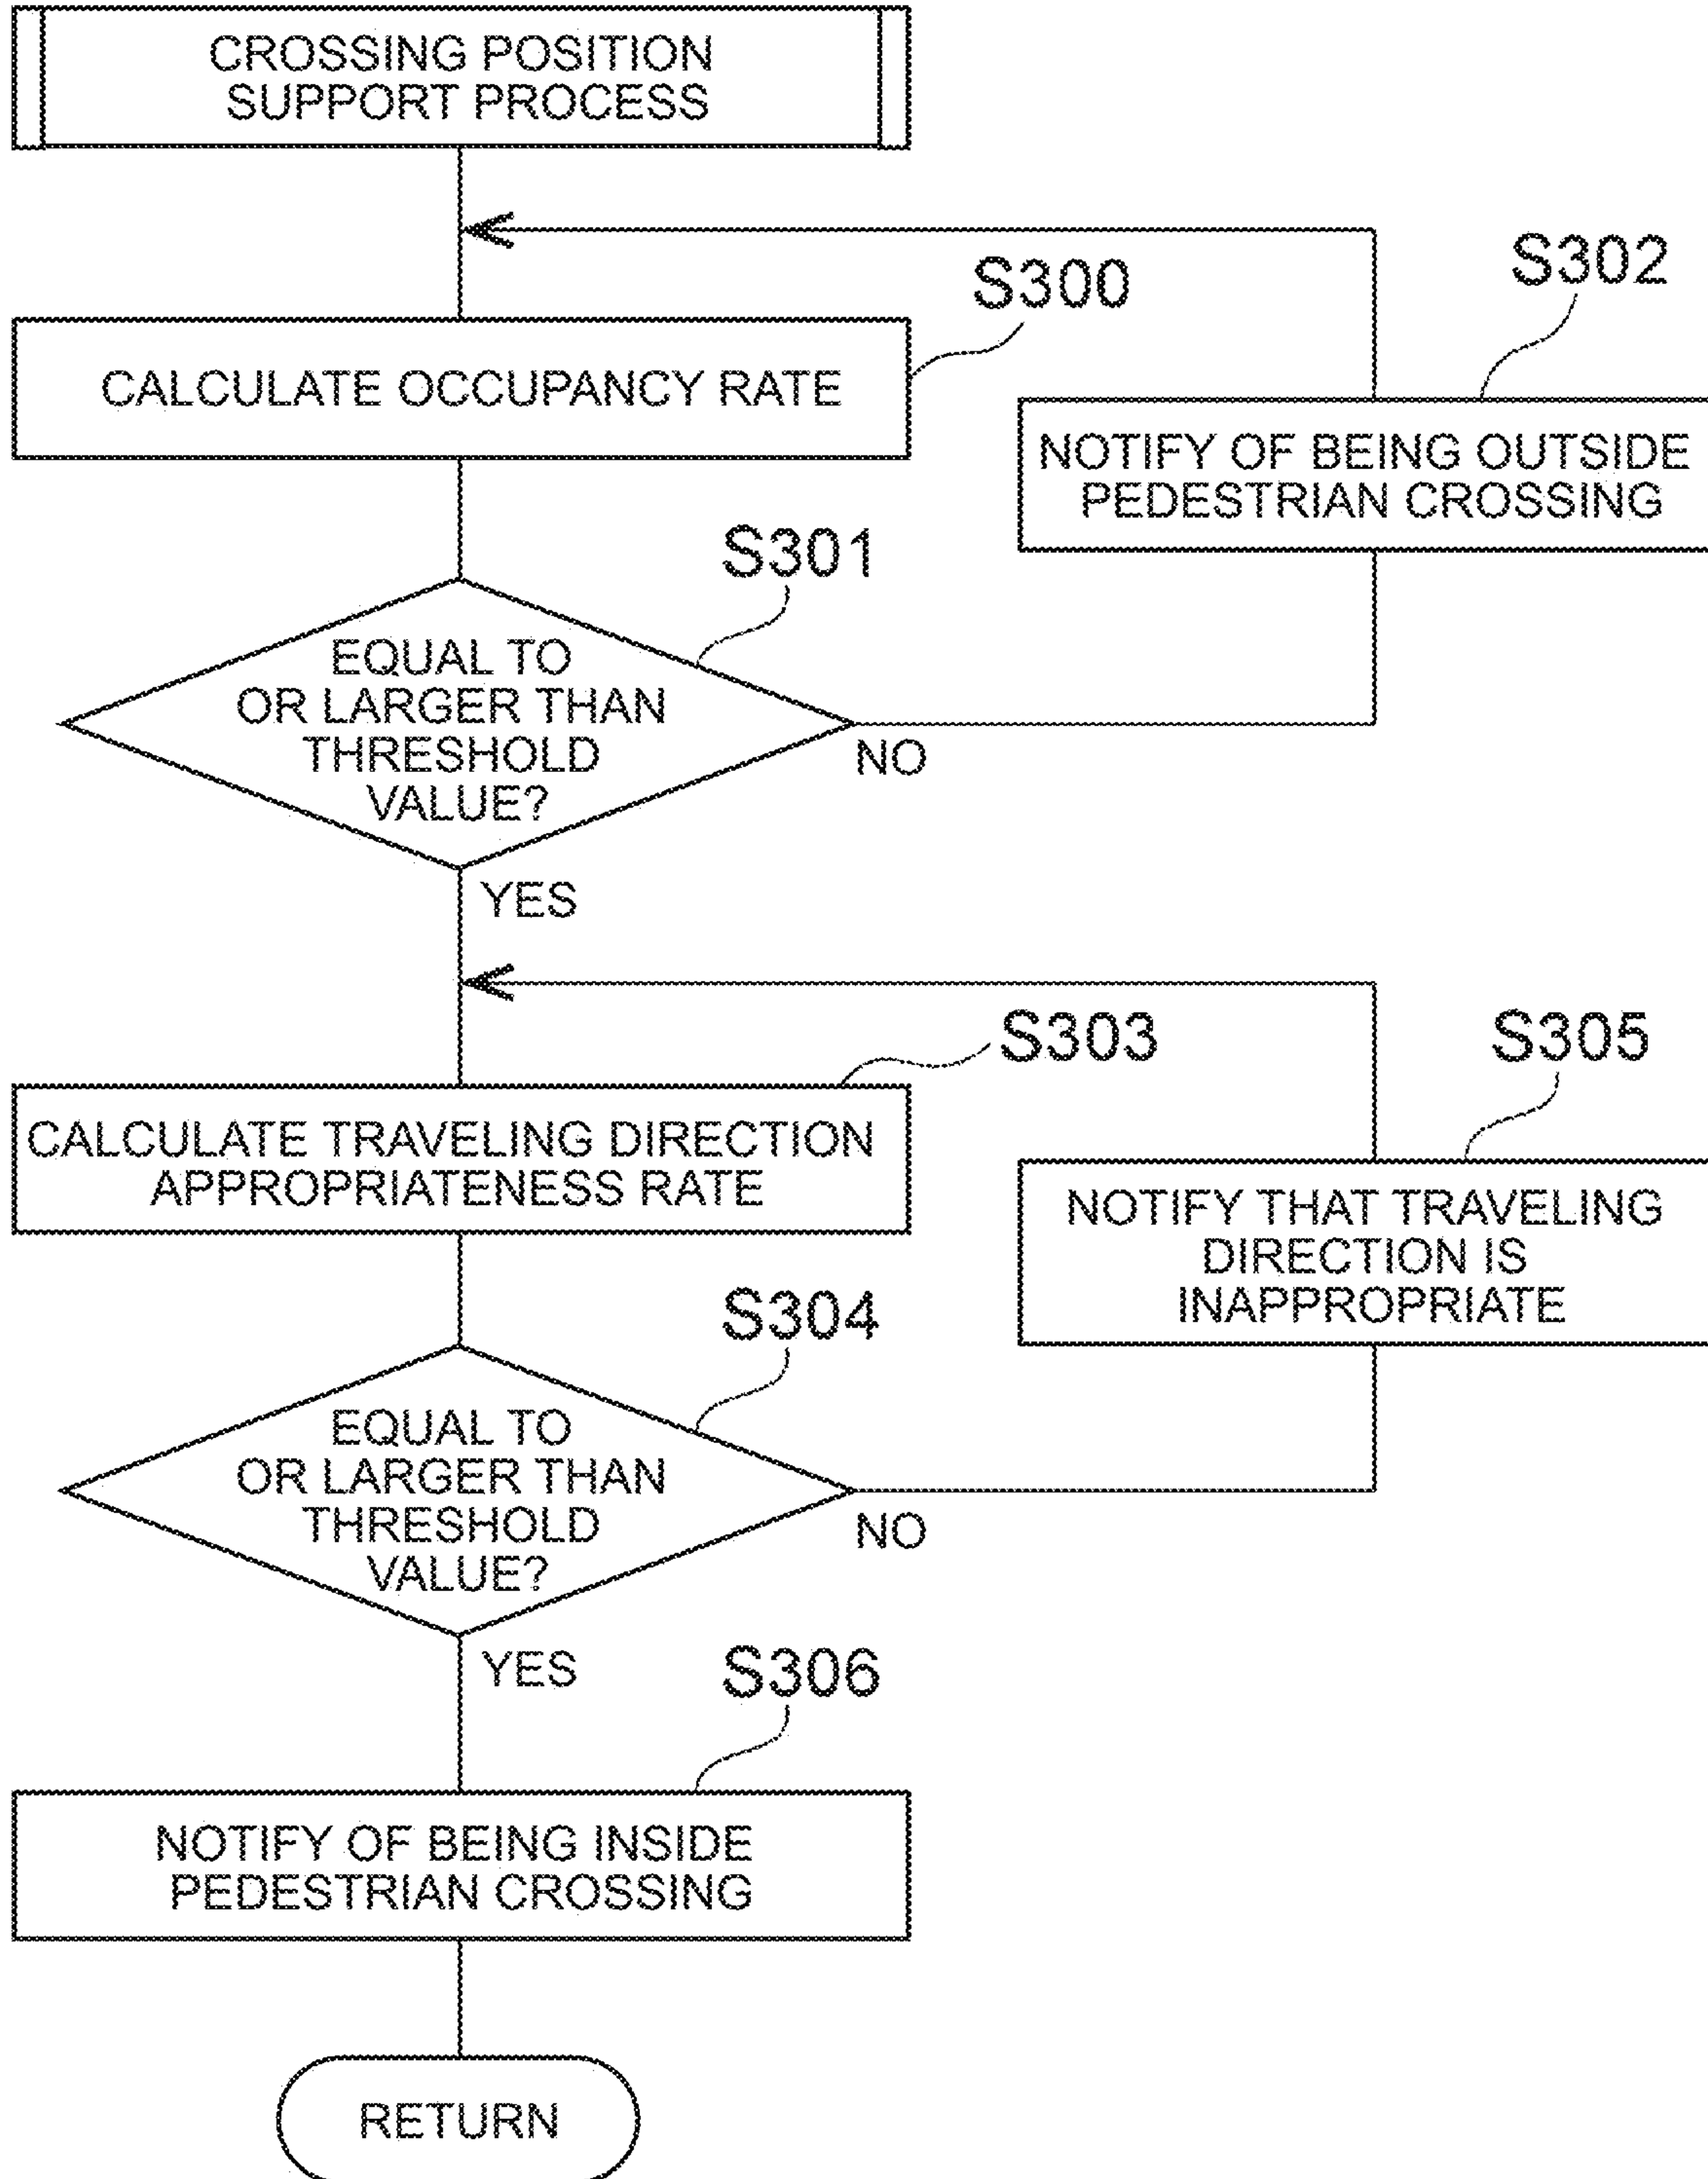 CROSSING POSITION
SUPPORT PROCESS
S300
S302
CALCULATE OCCUPANCY RATE
NOTIFY OF BEING OUTSIDE
PEDESTRIAN CROSSING
S301
EQUAL TO
OR LARGER THAN
THRESHOLD
VALUE?
NO
YES
S303
S305
CALCULATE TRAVELING DIRECTION
APPROPRIATENESS RATE
NOTIFY THAT TRAVELING
DIRECTION IS
INAPPROPRIATE
S304
EQUAL TO
OR LARGER THAN
THRESHOLD
VALUE?
NO
YES
S306
NOTIFY OF BEING INSIDE
PEDESTRIAN CROSSING
RETURN